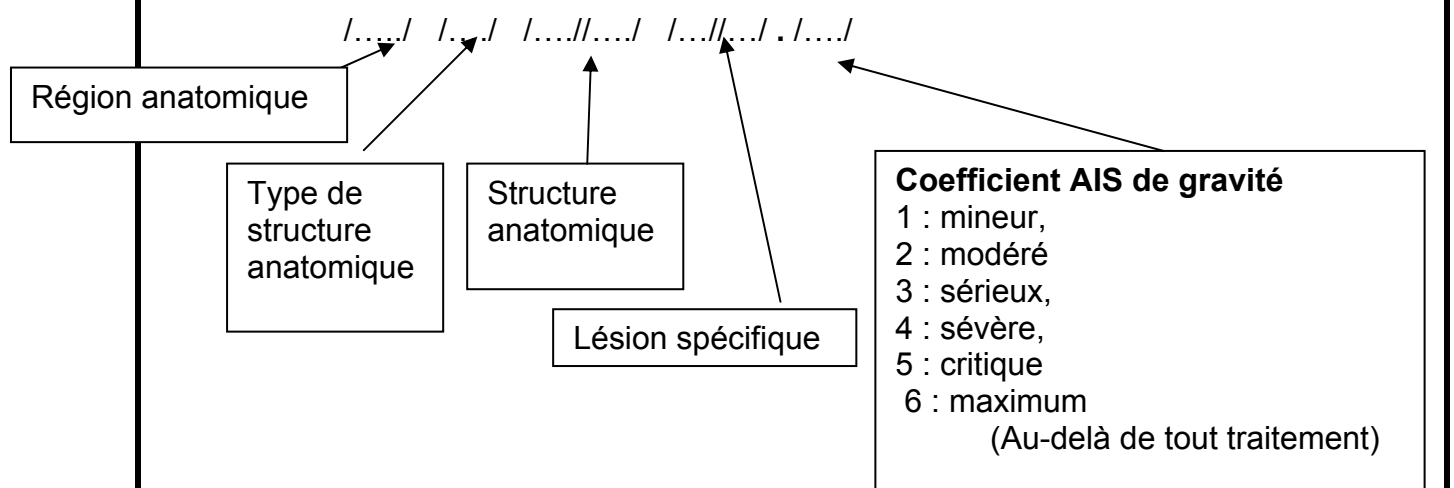 /…../ /…./ /….//…./ /…//…/ . /…./
Région anatomique
Type de
structure
anatomique
Structure
anatomique
Lésion spécifique
Coefficient AIS de gravité
1 : mineur,
2 : modéré
3 : sérieux,
4 : sévère,
5 : critique
6 : maximum
(Au-delà de tout traitement)